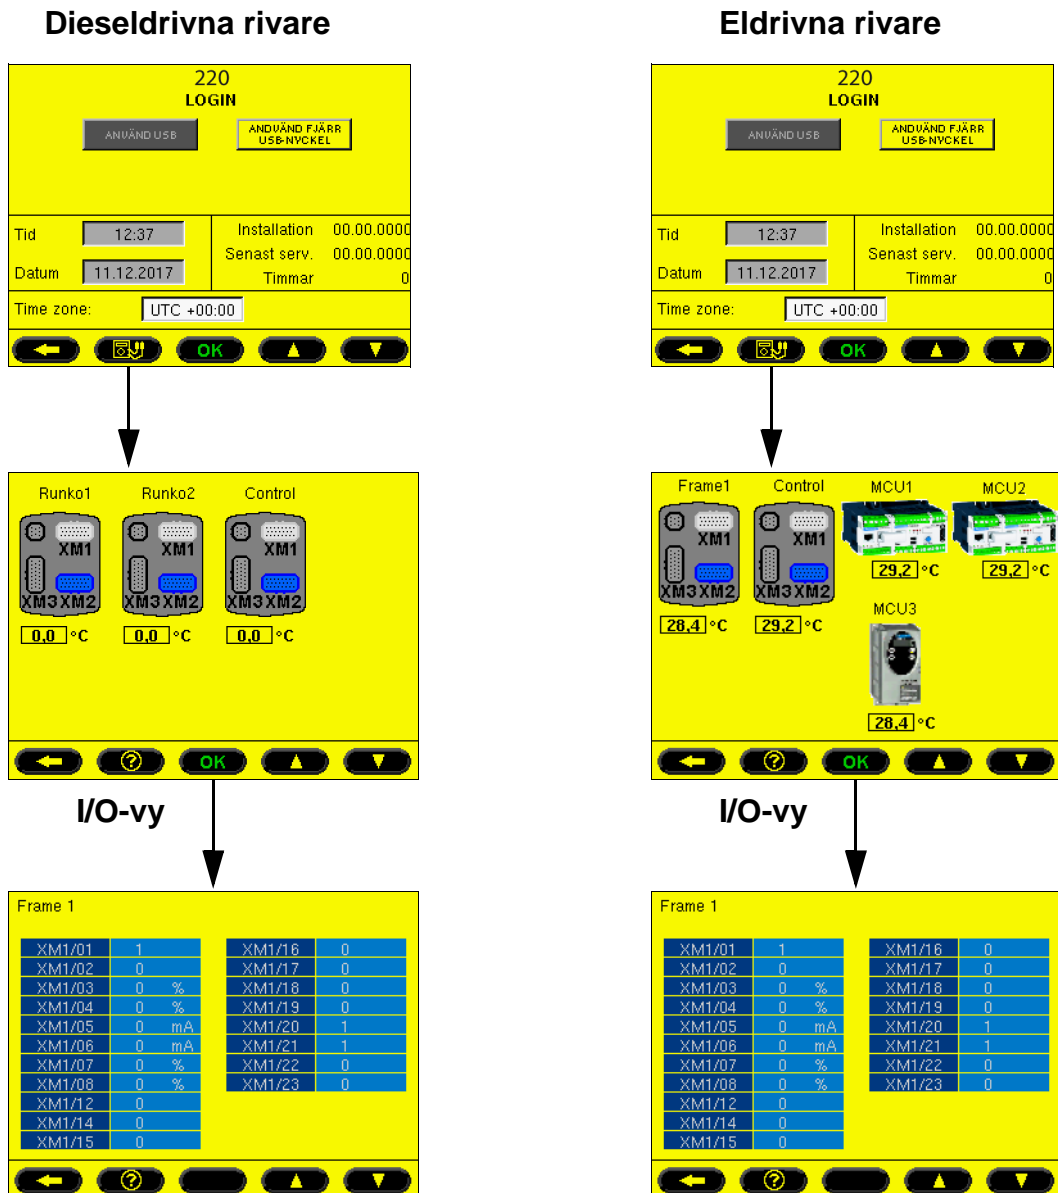 Dieseldrivna rivare
220
LOGIN
ANVÄND USB
ANDVÄND FJÄRR
USB-NYCKEL
Tid 12:37
Datum 11.12.2017
Installation 00.00.0000
Senast serv. 00.00.0000
Timmar 0
Time zone: UTC +00:00
OK
Runko1 Runko2 Control
XM1 XM1 XM1
XM3 XM2 XM3 XM2 XM3 XM2
0,0 °C 0,0 °C 0,0 °C
OK
I/O-vy
Frame 1
XM1/01 1
XM1/02 0
XM1/03 0 %
XM1/04 0 %
XM1/05 0 mA
XM1/06 0 mA
XM1/07 0 %
XM1/08 0 %
XM1/12 0
XM1/14 0
XM1/15 0
XM1/16 0
XM1/17 0
XM1/18 0
XM1/19 0
XM1/20 1
XM1/21 1
XM1/22 0
XM1/23 0
Eldrivna rivare
220
LOGIN
ANVÄND USB
ANDVÄND FJÄRR
USB-NYCKEL
Tid 12:37
Datum 11.12.2017
Installation 00.00.0000
Senast serv. 00.00.0000
Timmar 0
Time zone: UTC +00:00
OK
Frame1 Control MCU1 MCU2
XM1 XM1
XM3 XM2 XM3 XM2
29,2 °C 29,2 °C
28,4 °C 29,2 °C
MCU3
28,4 °C
OK
I/O-vy
Frame 1
XM1/01 1
XM1/02 0
XM1/03 0 %
XM1/04 0 %
XM1/05 0 mA
XM1/06 0 mA
XM1/07 0 %
XM1/08 0 %
XM1/12 0
XM1/14 0
XM1/15 0
XM1/16 0
XM1/17 0
XM1/18 0
XM1/19 0
XM1/20 1
XM1/21 1
XM1/22 0
XM1/23 0